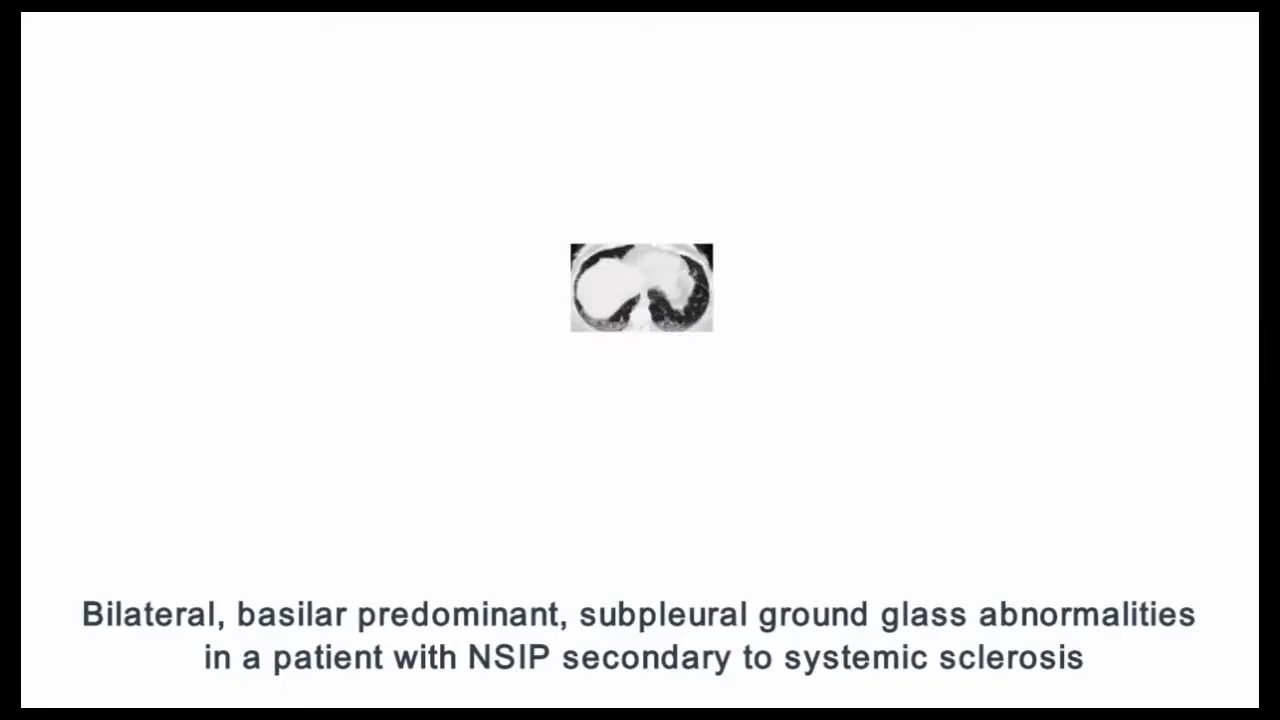 Bilateral, basilar predominant, subpleural ground glass abnormalities
in a patient with NSIP secondary to systemic sclerosis